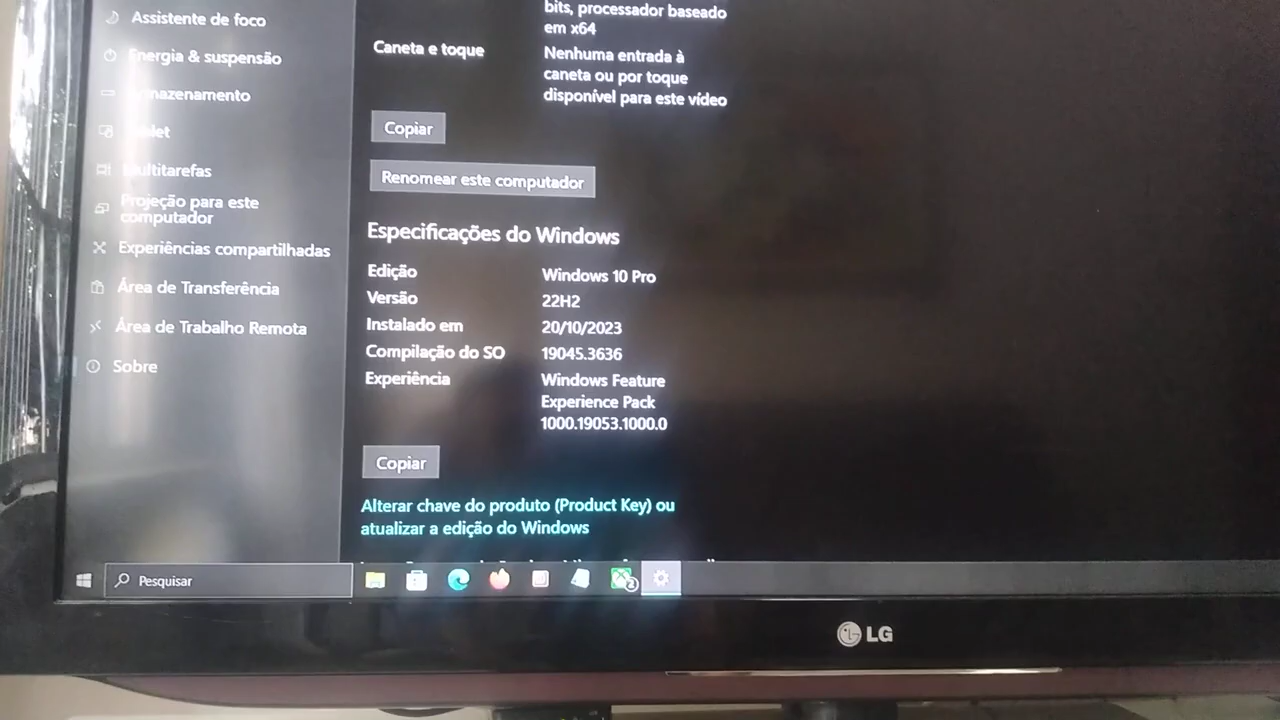 Assistente de foco
Energia & suspensão
Armazenamento
Multitarefas
Projeção para este
computador
Experiências compartilhadas
Área de Transferência
Área de Trabalho Remota
Sobre
bits, processador baseado
em x64
Caneta e toque
Nenhuma entrada à
caneta ou por toque
disponível para este vídeo
Copiar
Renomear este computador
Especificações do Windows
Edição Windows 10 Pro
Versão 22H2
Instalado em 20/10/2023
Compilação do SO 19045.3636
Experiência Windows Feature
Experience Pack
1000.19053.1000.0
Copiar
Alterar chave do produto (Product Key) ou
atualizar a edição do Windows
Pesquisar
2
LG